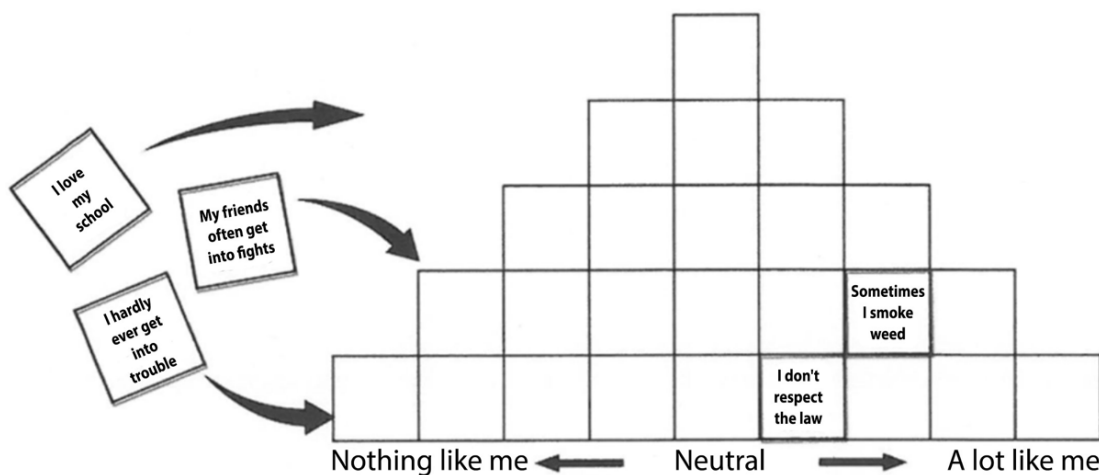 I love
my
school
My friends
often get
into fights
I hardly
ever get
into
trouble
Sometimes
I smoke
weed
I don't
respect
the law
Nothing like me
Neutral
A lot like me